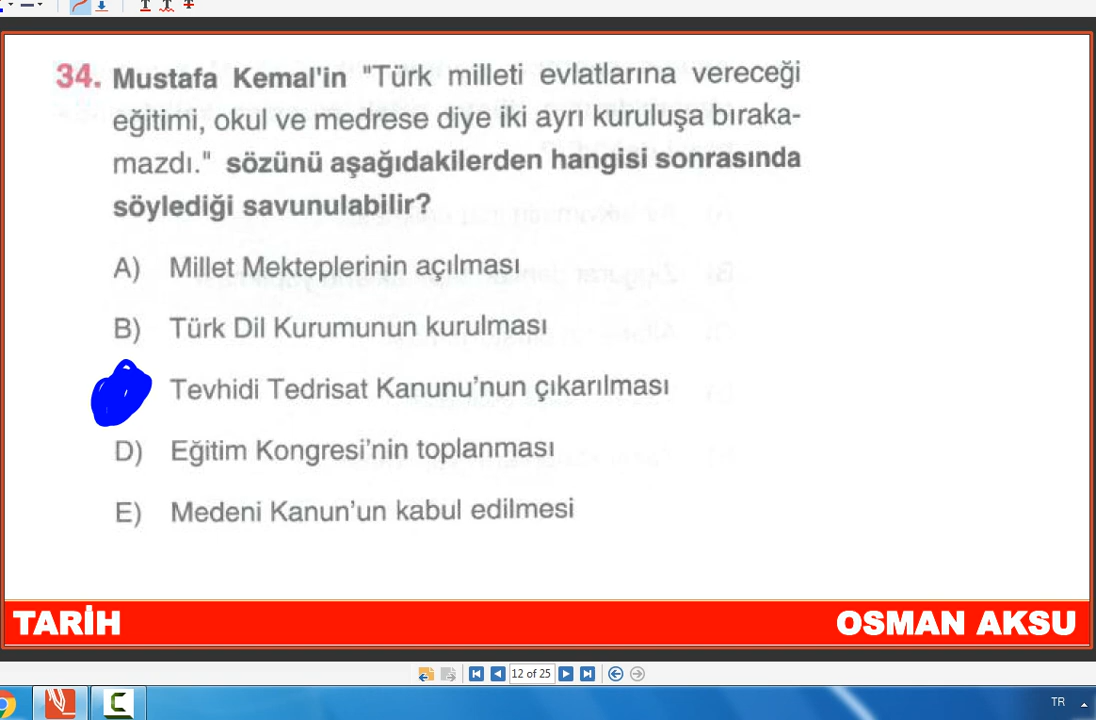 34. Mustafa Kemal'in "Türk milleti evlatlarına vereceği
eğitimi, okul ve medrese diye iki ayrı kuruluşa bıraka-
mazdı." sözünü aşağıdakilerden hangisi sonrasında
söylediği savunulabilir?
A) Millet Mekteplerinin açılması
B) Türk Dil Kurumunun kurulması
Tevhidi Tedrisat Kanunu'nun çıkarılması
D) Eğitim Kongresi'nin toplanması
E) Medeni Kanun'un kabul edilmesi
TARİH OSMAN AKSU
12 of 25
TR